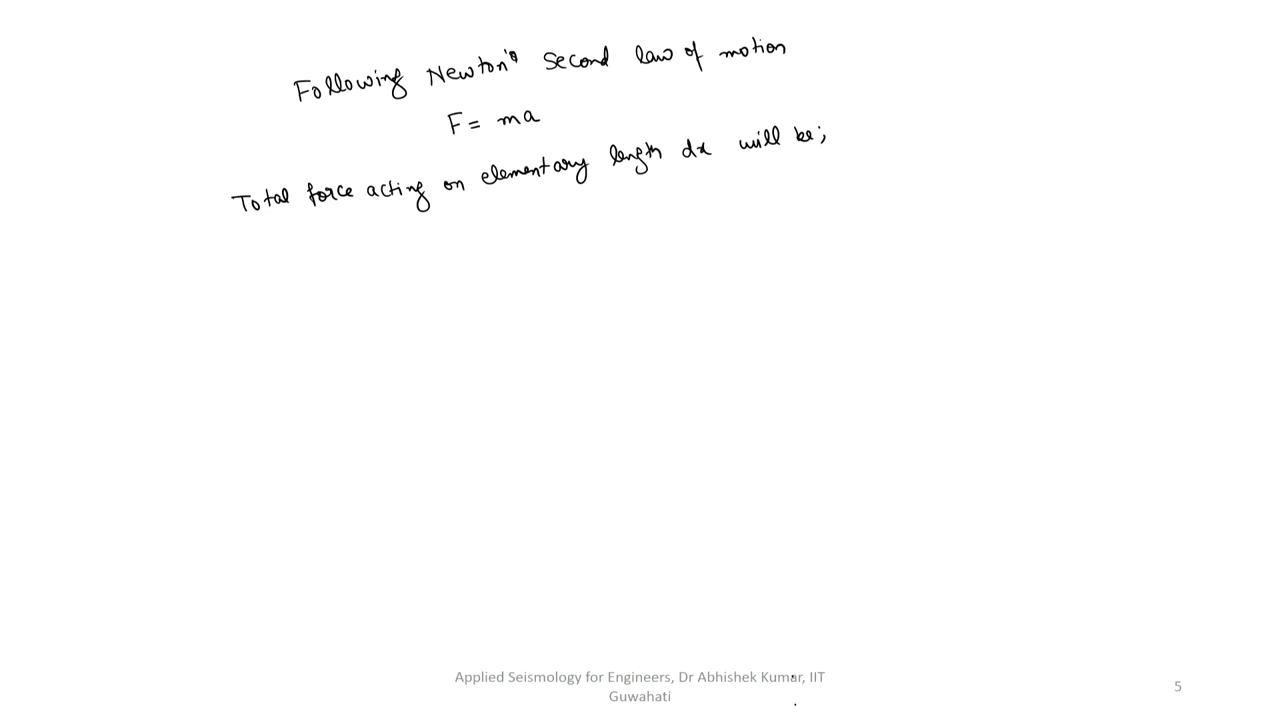 Following Newton's second law of motion
F = ma
Total force acting on elementary length dx will be;
Applied Seismology for Engineers, Dr Abhishek Kumar, IIT
Guwahati
5